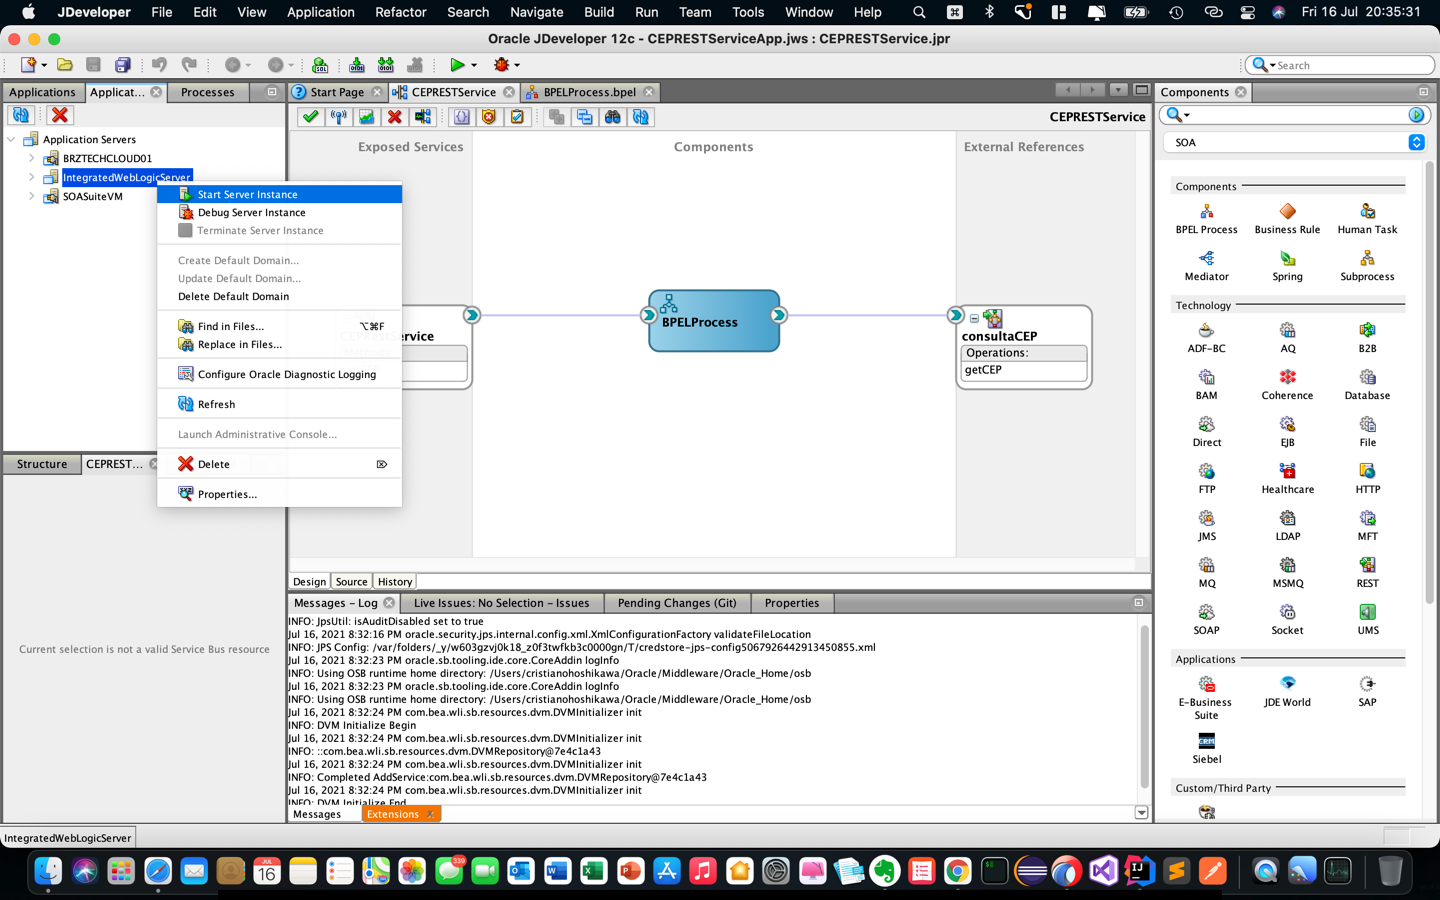 JDeveloper File Edit View Application Refactor Search Navigate Build Run Team Tools Window Help
Fri 16 Jul 20:35:31
Oracle JDeveloper 12c - CEPRESTServiceApp.jws : CEPRESTService.jpr
Search
Applications
Applicat...
Processes
Application Servers
BRZTECHCLOUD01
IntegratedWebLogicServer
SOASuiteVM
Start Server Instance
Debug Server Instance
Terminate Server Instance
Create Default Domain...
Update Default Domain...
Delete Default Domain
Find in Files... ⌥⌘F
Replace in Files...
Configure Oracle Diagnostic Logging
Refresh
Launch Administrative Console...
Delete ⌦
Properties...
Structure
CEPREST...
Current selection is not a valid Service Bus resource
IntegratedWebLogicServer
Start Page
CEPRESTService
BPELProcess.bpel
CEPRESTService
Exposed Services
Components
External References
BPELProcess
consultaCEP
Operations:
getCEP
Design Source History
Messages - Log
Live Issues: No Selection - Issues
Pending Changes (Git)
Properties
INFO: JpsUtil: isAuditDisabled set to true
Jul 16, 2021 8:32:16 PM oracle.security.jps.internal.config.xml.XmlConfigurationFactory validateFileLocation
INFO: JPS Config: /var/folders/_y/w603gzvj0k18_z0f3twfkb3c0000gn/T/credstore-jps-config5067926442913450855.xml
Jul 16, 2021 8:32:23 PM oracle.sb.tooling.ide.core.CoreAddin logInfo
INFO: Using OSB runtime home directory: /Users/cristianohoshikawa/Oracle/Middleware/Oracle_Home/osb
Jul 16, 2021 8:32:23 PM oracle.sb.tooling.ide.core.CoreAddin logInfo
INFO: Using OSB runtime home directory: /Users/cristianohoshikawa/Oracle/Middleware/Oracle_Home/osb
Jul 16, 2021 8:32:24 PM com.bea.wli.sb.resources.dvm.DVMInitializer init
INFO: DVM Initialize Begin
Jul 16, 2021 8:32:24 PM com.bea.wli.sb.resources.dvm.DVMInitializer init
INFO: ::com.bea.wli.sb.resources.dvm.DVMRepository@7e4c1a43
Jul 16, 2021 8:32:24 PM com.bea.wli.sb.resources.dvm.DVMInitializer init
INFO: Completed AddService:com.bea.wli.sb.resources.dvm.DVMRepository@7e4c1a43
Jul 16, 2021 8:32:24 PM com.bea.wli.sb.resources.dvm.DVMInitializer init
INFO: DVM Initialize End
Messages
Extensions
Components
SOA
Components
BPEL Process Business Rule Human Task
Mediator Spring Subprocess
Technology
ADF-BC AQ B2B
BAM Coherence Database
Direct EJB File
FTP Healthcare HTTP
JMS LDAP MFT
MQ MSMQ REST
SOAP Socket UMS
Applications
E-Business Suite JDE World SAP
Siebel
Custom/Third Party
JUL
16
339